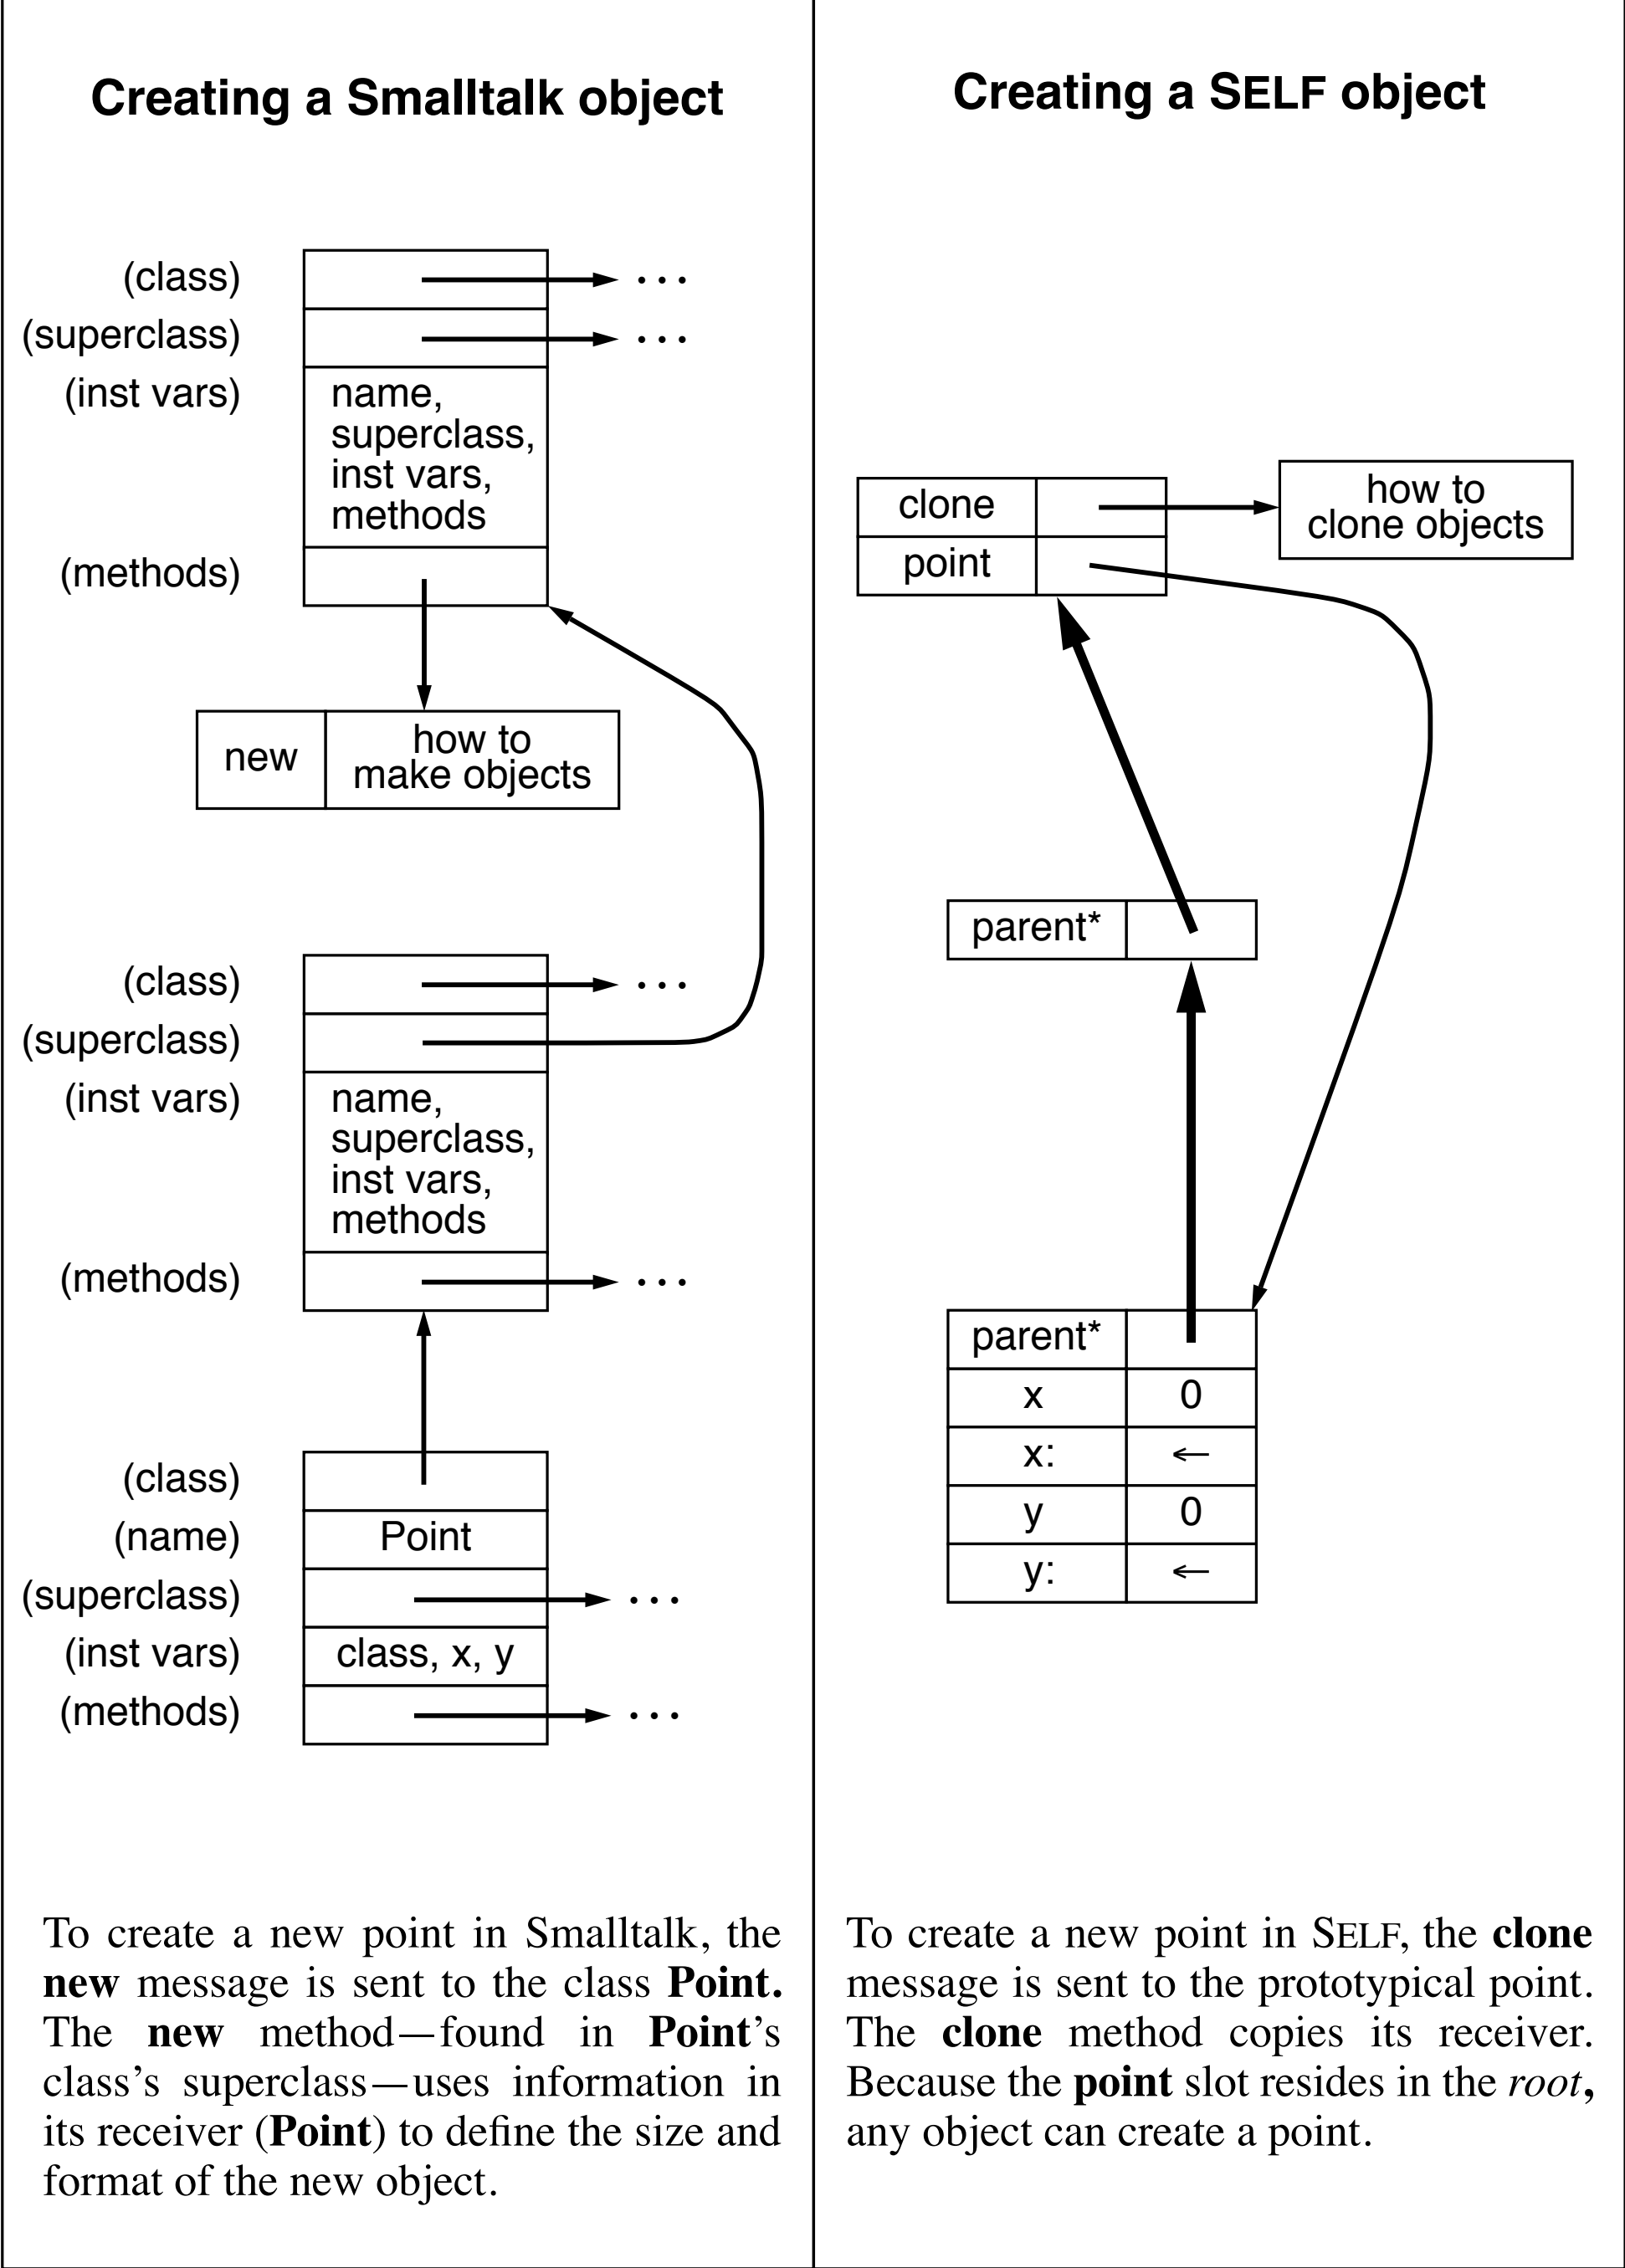 Creating a Smalltalk object
(class)
• • •
(superclass)
• • •
(inst vars)
name,
superclass,
inst vars,
methods
(methods)
new
how to
make objects
(class)
• • •
(superclass)
(inst vars)
name,
superclass,
inst vars,
methods
(methods)
• • •
(class)
(name)
Point
(superclass)
• • •
(inst vars)
class, x, y
(methods)
• • •
To create a new point in Smalltalk, the
new message is sent to the class Point.
The new method—found in Point's
class's superclass—uses information in
its receiver (Point) to define the size and
format of the new object.
Creating a SELF object
clone
how to
clone objects
point
parent*
parent*
x 0
x: ←
y 0
y: ←
To create a new point in SELF, the clone
message is sent to the prototypical point.
The clone method copies its receiver.
Because the point slot resides in the root,
any object can create a point.